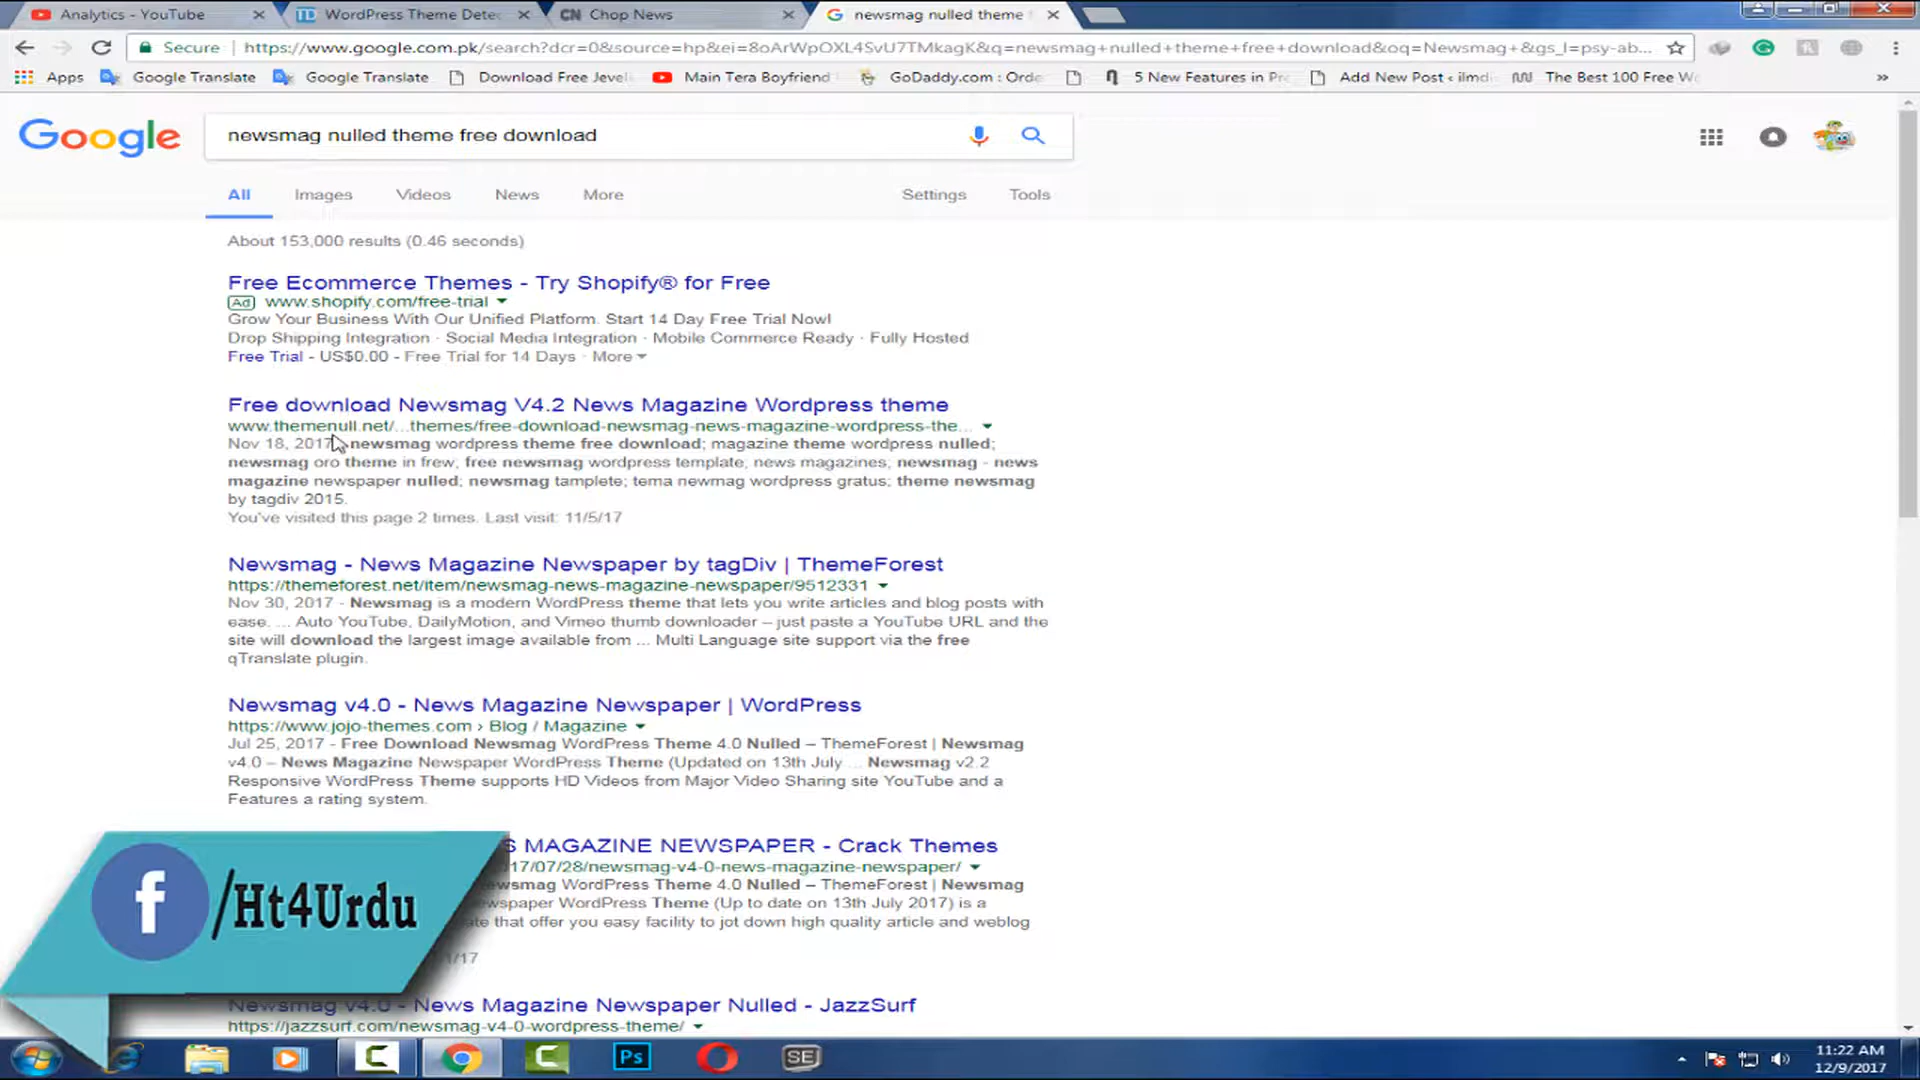 Analytics - YouTube
WordPress Theme Detec
CN Chop News
newsmag nulled theme
Secure | https://www.google.com.pk/search?dcr=0&source=hp&ei=8oArWpOXL4SvU7TMkagK&q=newsmag+nulled+theme+free+download&oq=Newsmag+&gs_l=psy-ab...
Apps Google Translate Google Translate Download Free Jevel Main Tera Boyfriend GoDaddy.com : Orde 5 New Features in Pre Add New Post ‹ ilmdi The Best 100 Free Wo »
Google
newsmag nulled theme free download
All Images Videos News More Settings Tools
About 153,000 results (0.46 seconds)
Free Ecommerce Themes - Try Shopify® for Free
Ad www.shopify.com/free-trial
Grow Your Business With Our Unified Platform. Start 14 Day Free Trial Now!
Drop Shipping Integration · Social Media Integration · Mobile Commerce Ready · Fully Hosted
Free Trial - US$0.00 - Free Trial for 14 Days · More
Free download Newsmag V4.2 News Magazine Wordpress theme
www.themenull.net/...themes/free-download-newsmag-news-magazine-wordpress-the...
Nov 18, 2017 newsmag wordpress theme free download; magazine theme wordpress nulled;
newsmag oro theme in frew, free newsmag wordpress template, news magazines; newsmag - news
magazine newspaper nulled; newsmag tamplete; tema newmag wordpress gratus; theme newsmag
by tagdiv 2015.
You've visited this page 2 times. Last visit: 11/5/17
Newsmag - News Magazine Newspaper by tagDiv | ThemeForest
https://themeforest.net/item/newsmag-news-magazine-newspaper/9512331
Nov 30, 2017 - Newsmag is a modern WordPress theme that lets you write articles and blog posts with
ease. ... Auto YouTube, DailyMotion, and Vimeo thumb downloader – just paste a YouTube URL and the
site will download the largest image available from ... Multi Language site support via the free
qTranslate plugin.
Newsmag v4.0 - News Magazine Newspaper | WordPress
https://www.jojo-themes.com › Blog / Magazine
Jul 25, 2017 - Free Download Newsmag WordPress Theme 4.0 Nulled – ThemeForest | Newsmag
v4.0 – News Magazine Newspaper WordPress Theme (Updated on 13th July ... Newsmag v2.2
Responsive WordPress Theme supports HD Videos from Major Video Sharing site YouTube and a
Features a rating system.
S MAGAZINE NEWSPAPER - Crack Themes
17/07/28/newsmag-v4-0-news-magazine-newspaper/
ewsmag WordPress Theme 4.0 Nulled – ThemeForest | Newsmag
wspaper WordPress Theme (Up to date on 13th July 2017) is a
ate that offer you easy facility to jot down high quality article and weblog
1/17
Newsmag v4.0 - News Magazine Newspaper Nulled - JazzSurf
https://jazzsurf.com/newsmag-v4-0-wordpress-theme/
f /Ht4Urdu
Ps
SE
11:22 AM
12/9/2017